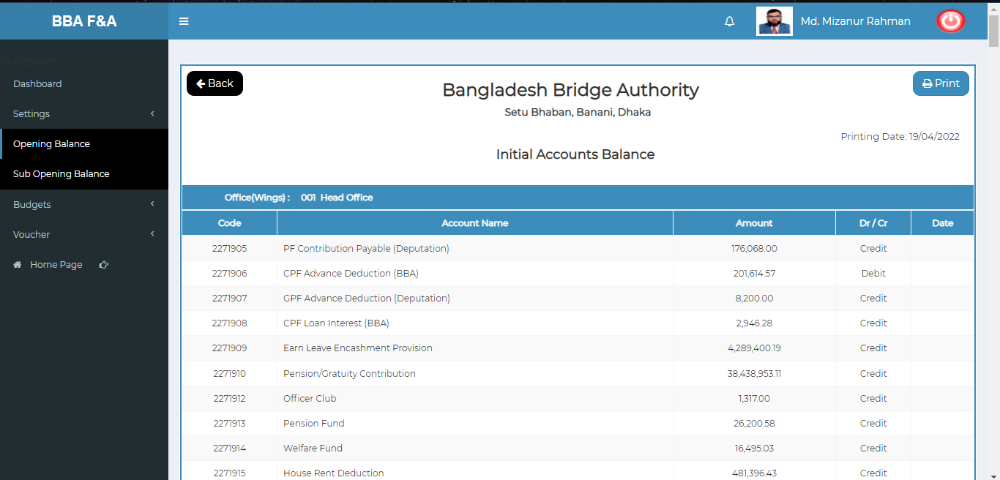 BBA F&A
Md. Mizanur Rahman
accounts
Dashboard
Settings
Opening Balance
Sub Opening Balance
Budgets
Voucher
Home Page
Back
Print
Bangladesh Bridge Authority
Setu Bhaban, Banani, Dhaka
Printing Date: 19/04/2022
Initial Accounts Balance
Office(Wings) : 001 Head Office
Code Account Name Amount Dr / Cr Date
2271905 PF Contribution Payable (Deputation) 176,068.00 Credit
2271906 CPF Advance Deduction (BBA) 201,614.57 Debit
2271907 GPF Advance Deduction (Deputation) 8,200.00 Credit
2271908 CPF Loan Interest (BBA) 2,946.28 Credit
2271909 Earn Leave Encashment Provision 4,289,400.19 Credit
2271910 Pension/Gratuity Contribution 38,438,953.11 Credit
2271912 Officer Club 1,317.00 Credit
2271913 Pension Fund 26,200.58 Credit
2271914 Welfare Fund 16,495.03 Credit
2271915 House Rent Deduction 481,396.43 Credit